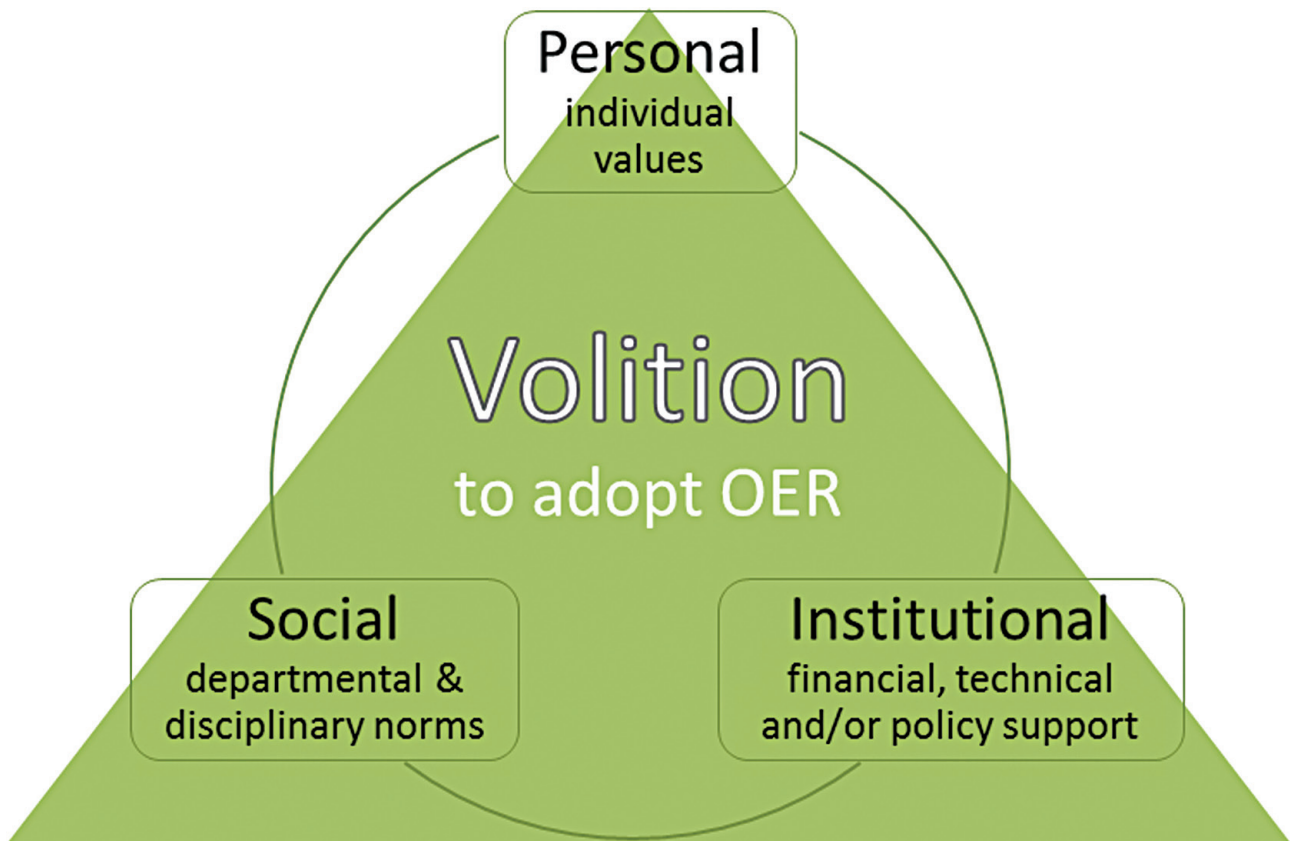 Personal
individual
values
Volition
to adopt OER
Social
departmental &
disciplinary norms
Institutional
financial, technical
and/or policy support